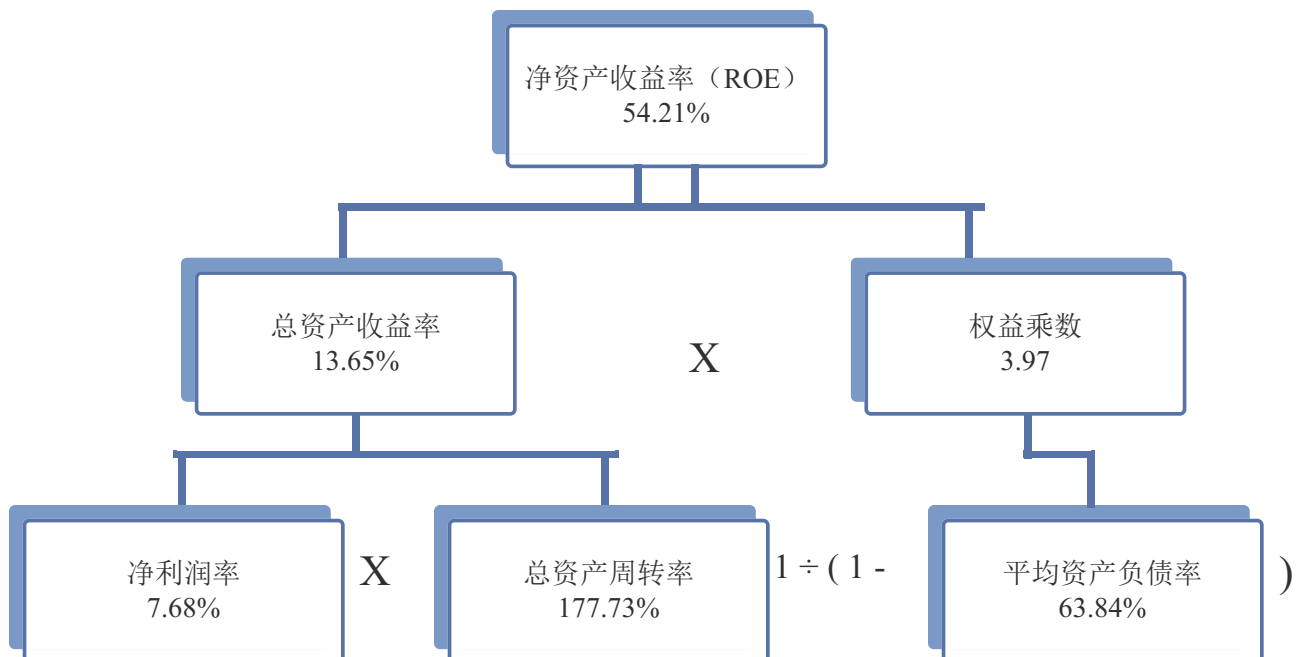 净资产收益率（ROE）
54.21%
总资产收益率
13.65%
X
权益乘数
3.97
净利润率
7.68%
X
总资产周转率
177.73%
1 ÷ ( 1 -
平均资产负债率
63.84%
)